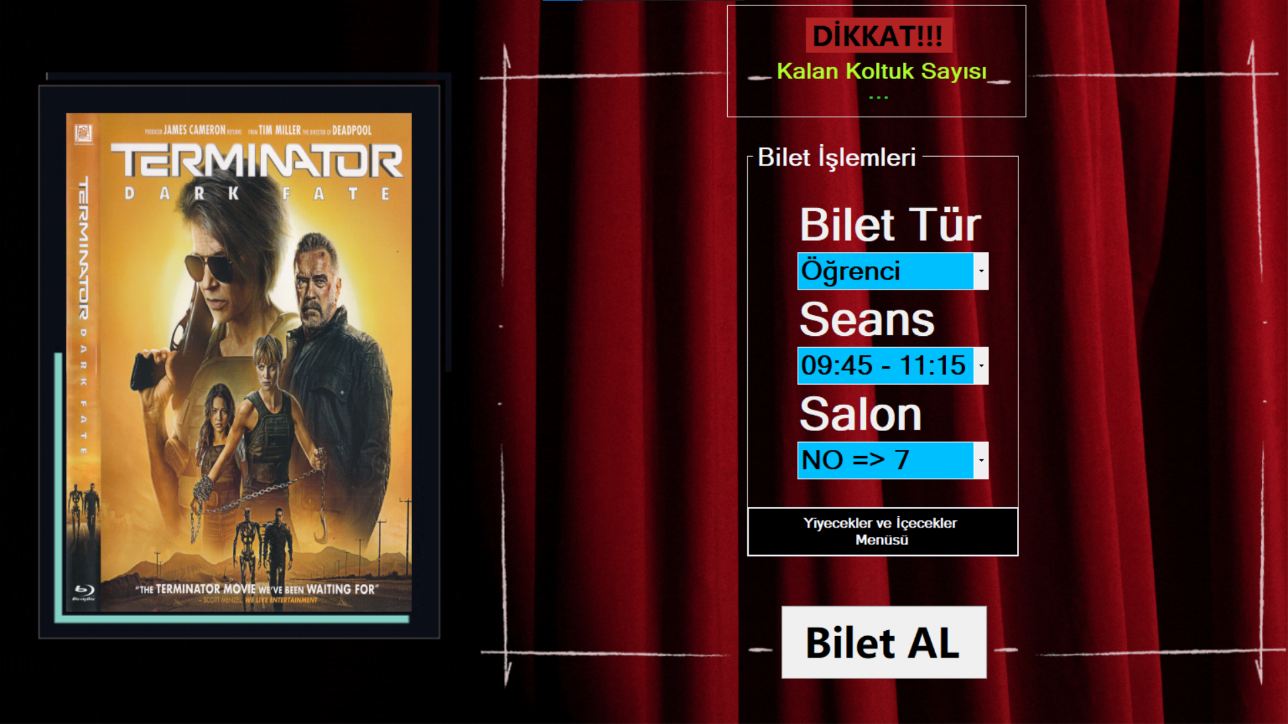 PRODUCER JAMES CAMERON RETURNS FROM TIM MILLER THE DIRECTOR OF DEADPOOL
TERMINATOR
DARK FATE
TERMINATOR DARK FATE
"THE TERMINATOR MOVIE WE'VE BEEN WAITING FOR"
- SCOTT MENZEL, WE LIVE ENTERTAINMENT
DİKKAT!!!
Kalan Koltuk Sayısı
...
Bilet İşlemleri
Bilet Tür
Öğrenci
Seans
09:45 - 11:15
Salon
NO => 7
Yiyecekler ve İçecekler
Menüsü
Bilet AL